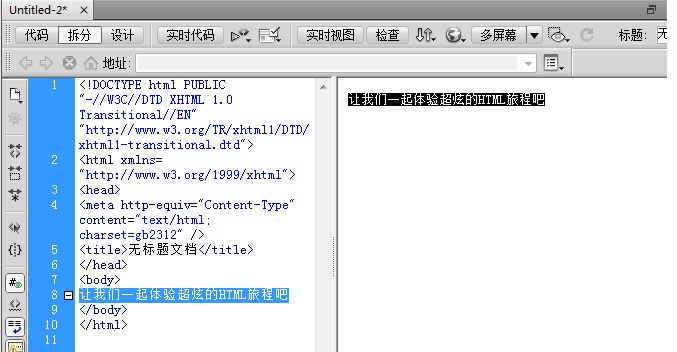 Untitled-2* ×
代码 拆分 设计 实时代码 实时视图 检查 多屏幕 标题: 无
地址:
1 <!DOCTYPE html PUBLIC
"-//W3C//DTD XHTML 1.0
Transitional//EN"
"http://www.w3.org/TR/xhtml1/DTD/
xhtml1-transitional.dtd">
2 <html xmlns=
"http://www.w3.org/1999/xhtml">
3 <head>
4 <meta http-equiv="Content-Type"
content="text/html;
charset=gb2312" />
5 <title>无标题文档</title>
6 </head>
7 <body>
8 让我们一起体验超炫的HTML旅程吧
9 </body>
10 </html>
11
让我们一起体验超炫的HTML旅程吧